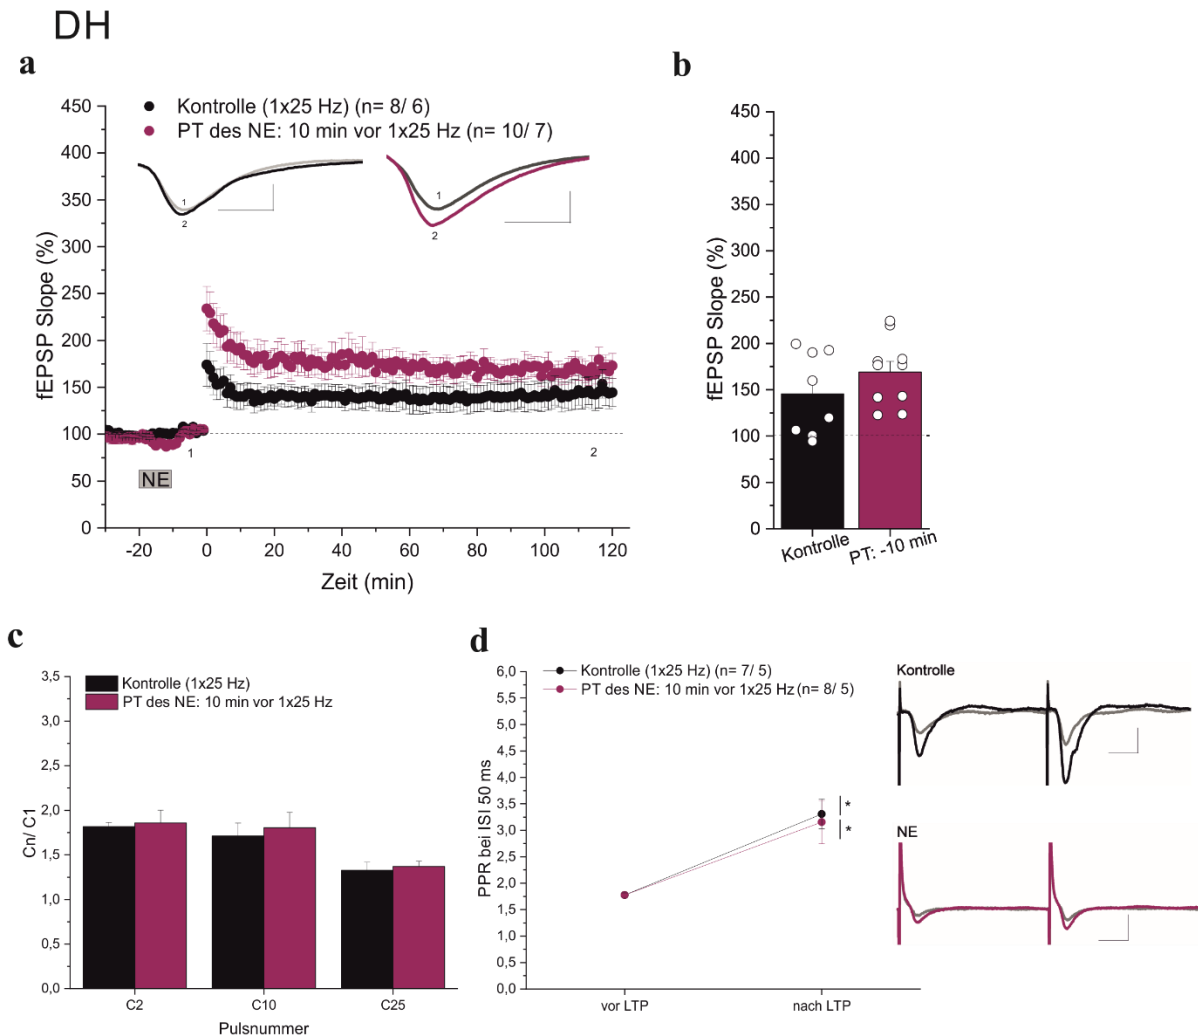 DH
a
Kontrolle (1x25 Hz) (n= 8/ 6)
PT des NE: 10 min vor 1x25 Hz (n= 10/ 7)
450
400
350
300
250
200
150
100
50
0
fEPSP Slope (%)
1
2
1
2
1
2
NE
-20
0
20
40
60
80
100
120
Zeit (min)
b
450
400
350
300
250
200
150
100
50
0
fEPSP Slope (%)
Kontrolle
PT: -10 min
c
Kontrolle (1x25 Hz)
PT des NE: 10 min vor 1x25 Hz
3,5
3,0
2,5
2,0
1,5
1,0
0,5
0,0
Cn/ C1
C2
C10
C25
Pulsnummer
d
Kontrolle (1x25 Hz) (n= 7/ 5)
PT des NE: 10 min vor 1x25 Hz (n= 8/ 5)
6,0
5,5
5,0
4,5
4,0
3,5
3,0
2,5
2,0
1,5
1,0
0,5
0,0
PPR bei ISI 50 ms
*
*
vor LTP
nach LTP
Kontrolle
NE